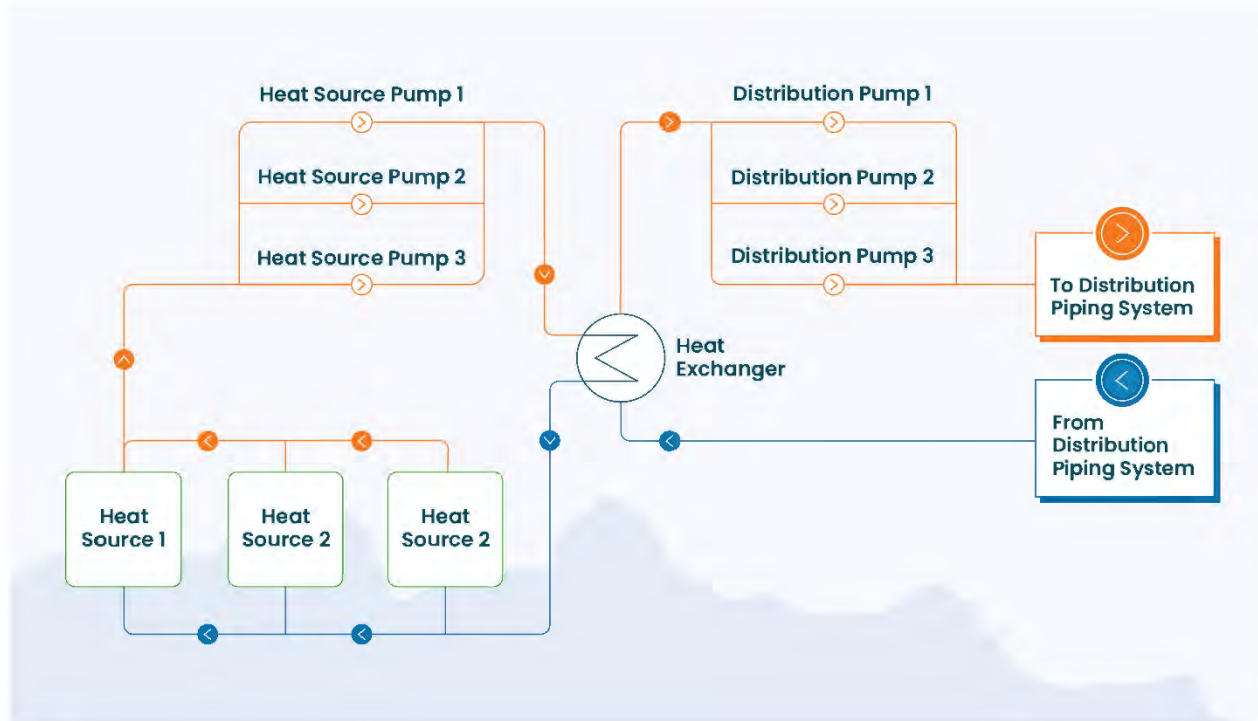 Heat Source Pump 1
Distribution Pump 1
Heat Source Pump 2
Distribution Pump 2
Heat Source Pump 3
Distribution Pump 3
To Distribution
Piping System
Heat
Exchanger
From
Distribution
Piping System
Heat
Source 1
Heat
Source 2
Heat
Source 2